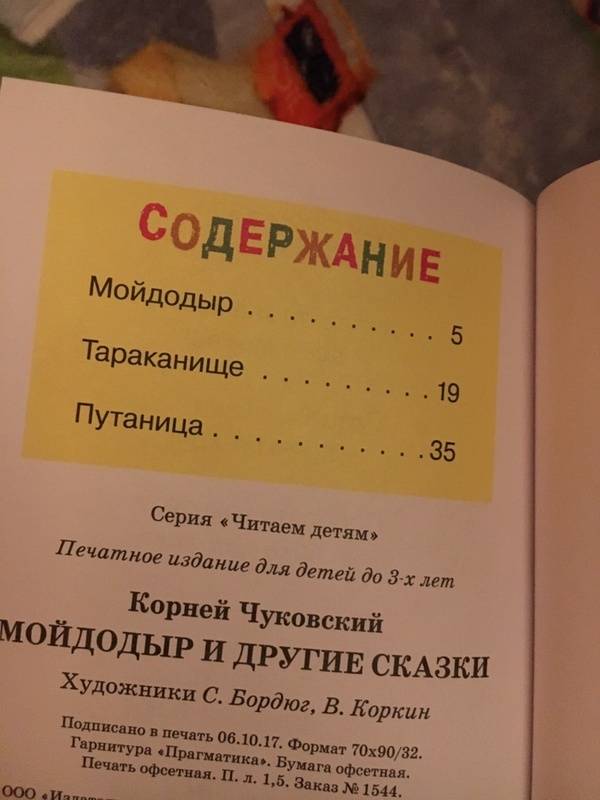 СОДЕРЖАНИЕ
Мойдодыр . . . . . . . . . . 5
Тараканище . . . . . . . . . 19
Путаница . . . . . . . . . . . 35
Серия «Читаем детям»
Печатное издание для детей до 3-х лет
Корней Чуковский
МОЙДОДЫР И ДРУГИЕ СКАЗКИ
Художники С. Бордюг, В. Коркин
Подписано в печать 06.10.17. Формат 70х90/32.
Гарнитура «Прагматика». Бумага офсетная.
Печать офсетная. П. л. 1,5. Заказ № 1544.
ООО